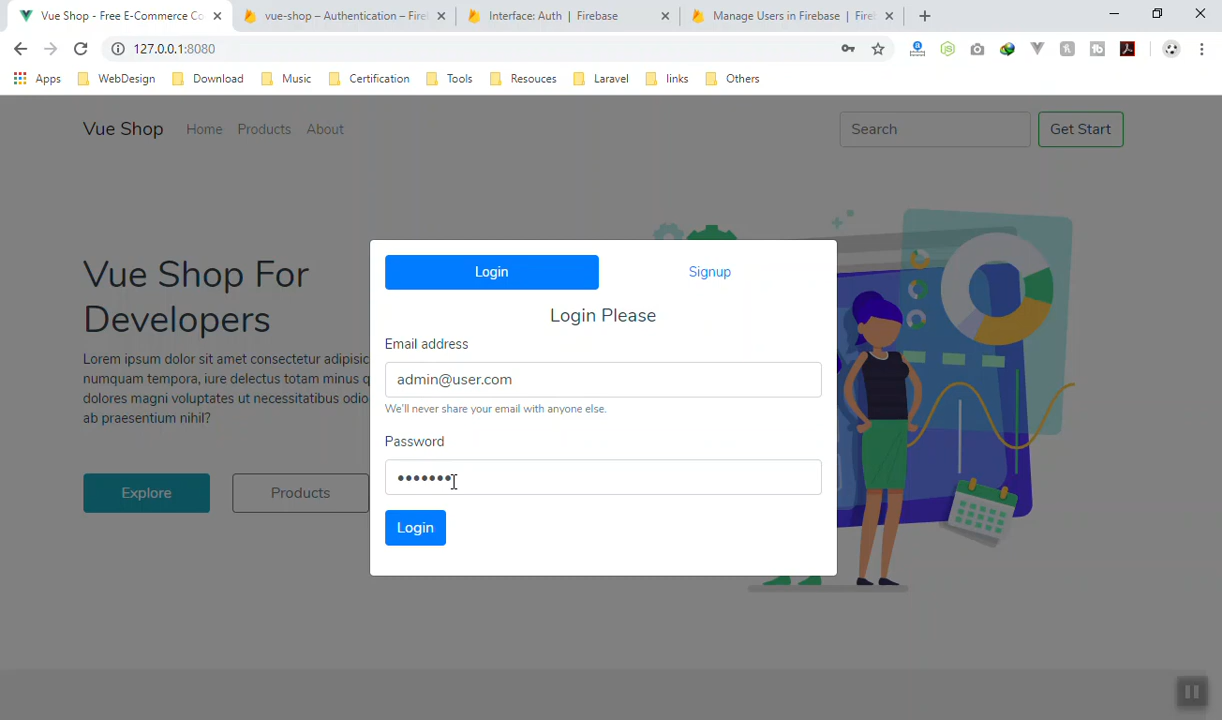 Vue Shop - Free E-Commerce Co
vue-shop – Authentication – Fire
Interface: Auth | Firebase
Manage Users in Firebase | Fire
127.0.0.1:8080
Apps
WebDesign
Download
Music
Certification
Tools
Resouces
Laravel
links
Others
Vue Shop
Home
Products
About
Search
Get Start
Vue Shop For
Developers
Lorem ipsum dolor sit amet consectetur adipisic
numquam tempora, iure delectus totam minus q
dolores magni voluptates ut necessitatibus odio
ab praesentium nihil?
Explore
Products
Login
Signup
Login Please
Email address
admin@user.com
We'll never share your email with anyone else.
Password
•••••••
Login